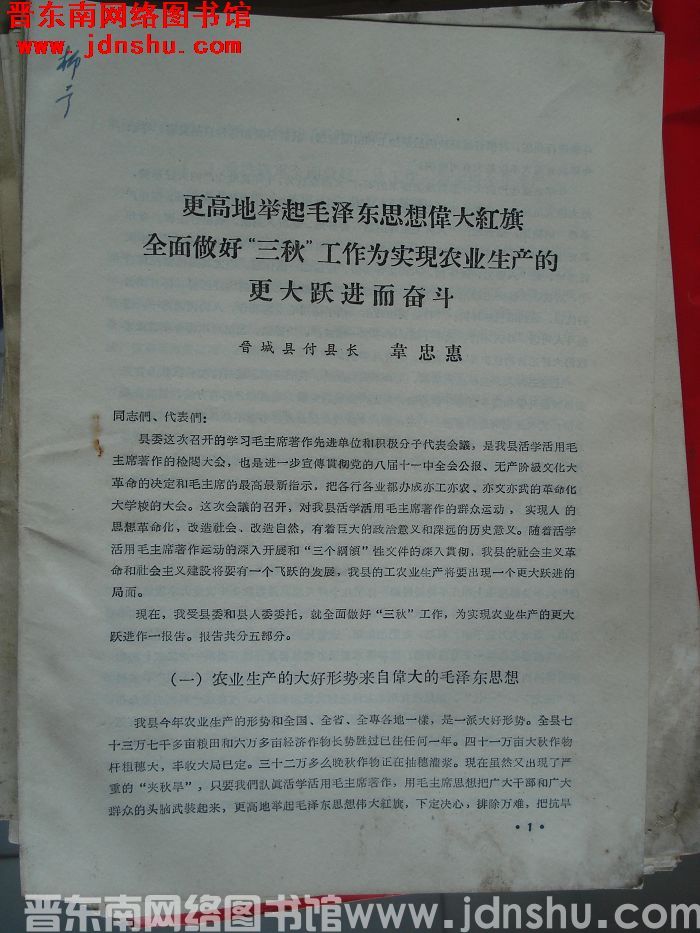 晋东南网络图书馆
www.jdnshu.com
更高地举起毛泽东思想偉大紅旗
全面做好“三秋”工作为实現农业生产的
更大跃进而奋斗
晋城县付县长 韋忠惠
同志們、代表們：
县委这次召开的学习毛主席著作先进单位和积极分子代表会議，是我县活学活用毛
主席著作的检閱大会，也是进一步宣傳貫彻党的八届十一中全会公报、无产阶級文化大
革命的决定和毛主席的最高最新指示，把各行各业都办成亦工亦农、亦文亦武的革命化
大学校的大会。这次会議的召开，对我县活学活用毛主席著作的群众运动，实現人的
思想革命化，改造社会、改造自然，有着巨大的政治意义和深远的历史意义。随着活学
活用毛主席著作运动的深入开展和“三个綱領”性文件的深入貫彻，我县的社会主义革
命和社会主义建設将要有一个飞跃的发展，我县的工农业生产将要出現一个更大跃进的
局面。
現在，我受县委和县人委委托，就全面做好“三秋”工作，为实現农业生产的更大
跃进作一报告。报告共分五部分。
（一）农业生产的大好形势来自偉大的毛泽东思想
我县今年农业生产的形势和全国、全省、全專各地一樣，是一派大好形势。全县七
十三万七千多亩粮田和六万多亩經济作物长势胜过已往任何一年。四十一万亩大秋作物
杆粗穗大，丰收大局已定。三十二万多么晚秋作物正在抽穗灌浆。現在虽然又出現了严
重的“夹秋旱”，只要我們认真活学活用毛主席著作，用毛主席思想把广大干部和广大
群众的头脑武裝起来，更高地举起毛泽东思想偉大紅旗，下定决心，排除万难，把抗旱
·1·
晋东南网络图书馆 www.jdnshu.com